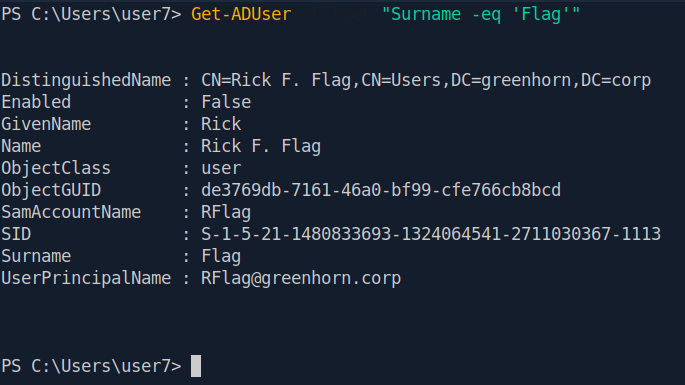 PS C:\Users\user7> Get-ADUser "Surname -eq 'Flag'"
DistinguishedName : CN=Rick F. Flag,CN=Users,DC=greenhorn,DC=corp
Enabled : False
GivenName : Rick
Name : Rick F. Flag
ObjectClass : user
ObjectGUID : de3769db-7161-46a0-bf99-cfe766cb8bcd
SamAccountName : RFlag
SID : S-1-5-21-1480833693-1324064541-2711030367-1113
Surname : Flag
UserPrincipalName : RFlag@greenhorn.corp
PS C:\Users\user7>